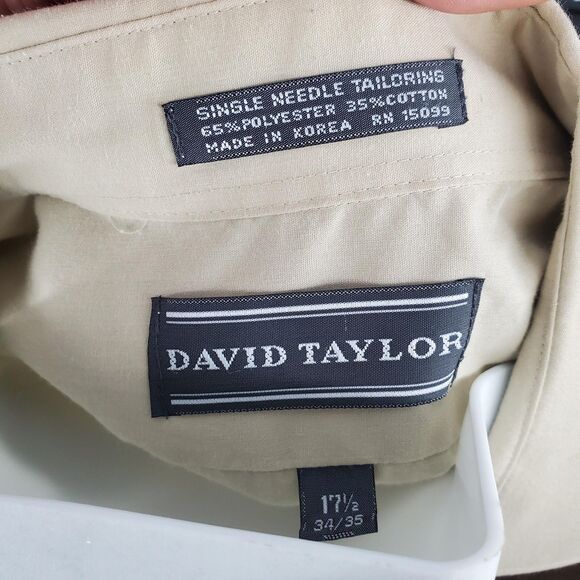 SINGLE NEEDLE TAILORING
65% POLYESTER 35% COTTON
MADE IN KOREA RN 15099
DAVID TAYLOR
17½
34/35